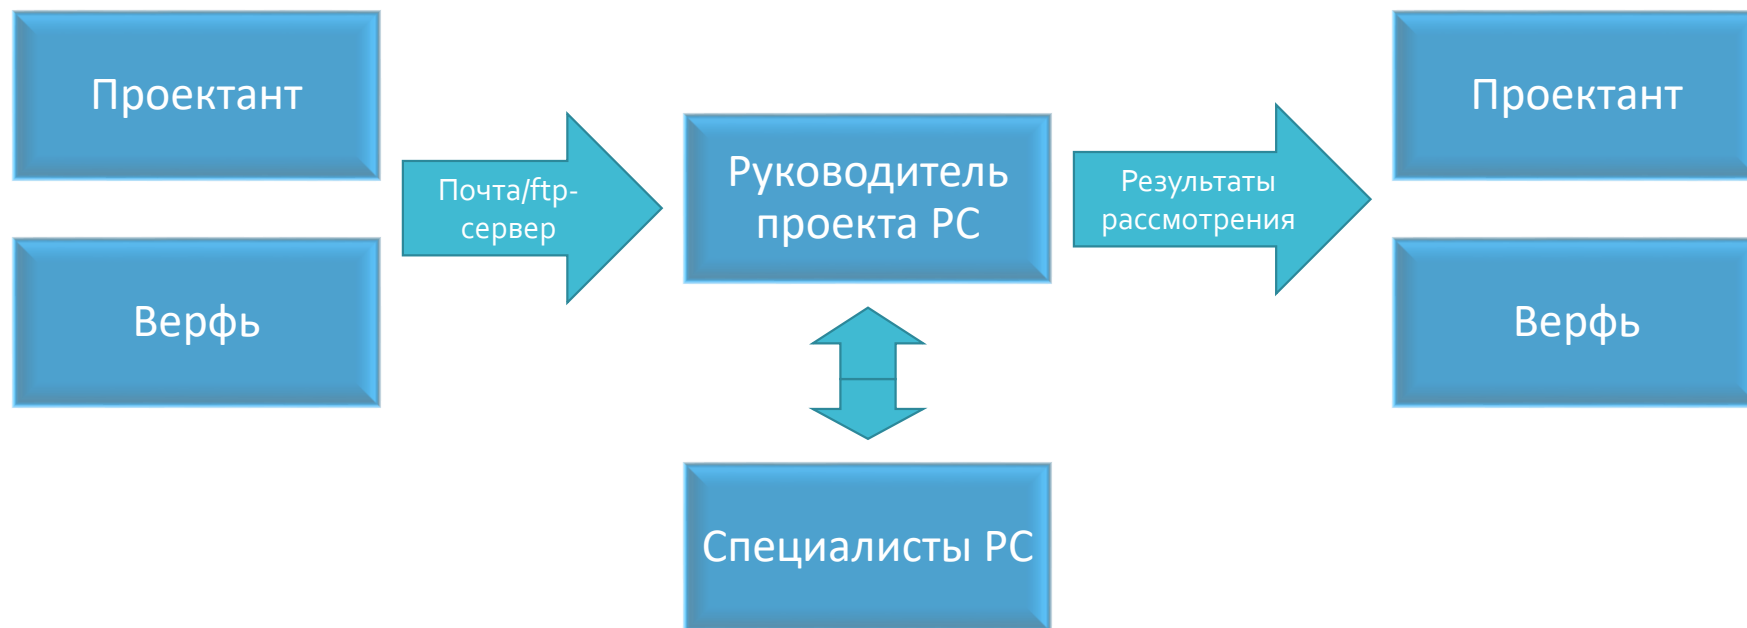 Проектант
Верфь
Почта/ftp-
сервер
Руководитель
проекта РС
Специалисты РС
Результаты
рассмотрения
Проектант
Верфь